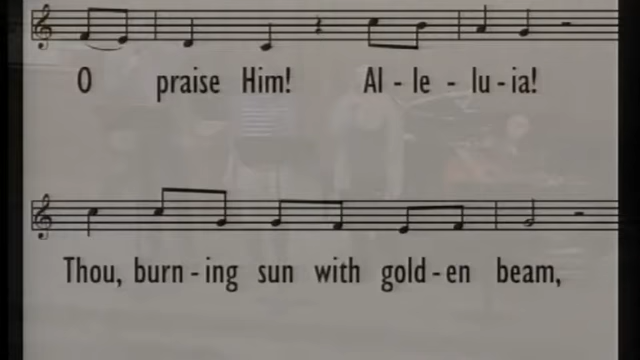 O praise Him! Al - le - lu - ia!
Thou, burn - ing sun with gold - en beam,